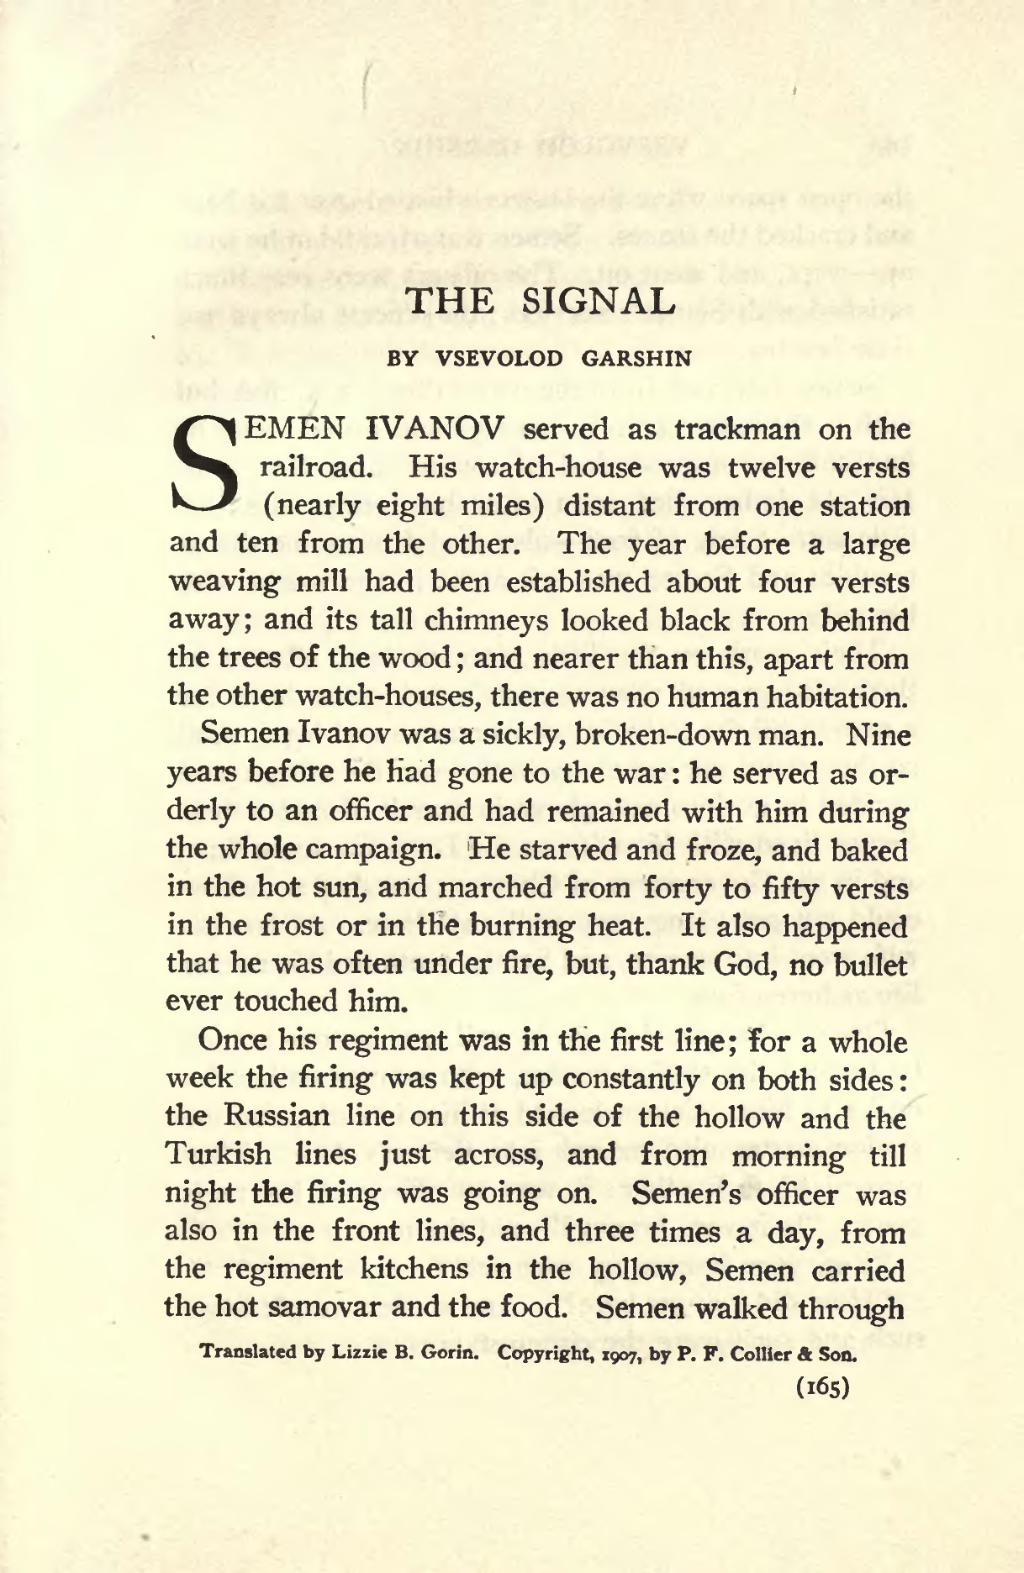 THE SIGNAL
BY VSEVOLOD GARSHIN
SEMEN IVANOV served as trackman on the
railroad. His watch-house was twelve versts
(nearly eight miles) distant from one station
and ten from the other. The year before a large
weaving mill had been established about four versts
away; and its tall chimneys looked black from behind
the trees of the wood; and nearer than this, apart from
the other watch-houses, there was no human habitation.
Semen Ivanov was a sickly, broken-down man. Nine
years before he had gone to the war: he served as or-
derly to an officer and had remained with him during
the whole campaign. He starved and froze, and baked
in the hot sun, and marched from forty to fifty versts
in the frost or in the burning heat. It also happened
that he was often under fire, but, thank God, no bullet
ever touched him.
Once his regiment was in the first line; for a whole
week the firing was kept up constantly on both sides:
the Russian line on this side of the hollow and the
Turkish lines just across, and from morning till
night the firing was going on. Semen's officer was
also in the front lines, and three times a day, from
the regiment kitchens in the hollow, Semen carried
the hot samovar and the food. Semen walked through
Translated by Lizzie B. Gorin. Copyright, 1907, by P. F. Collier & Son.
(165)